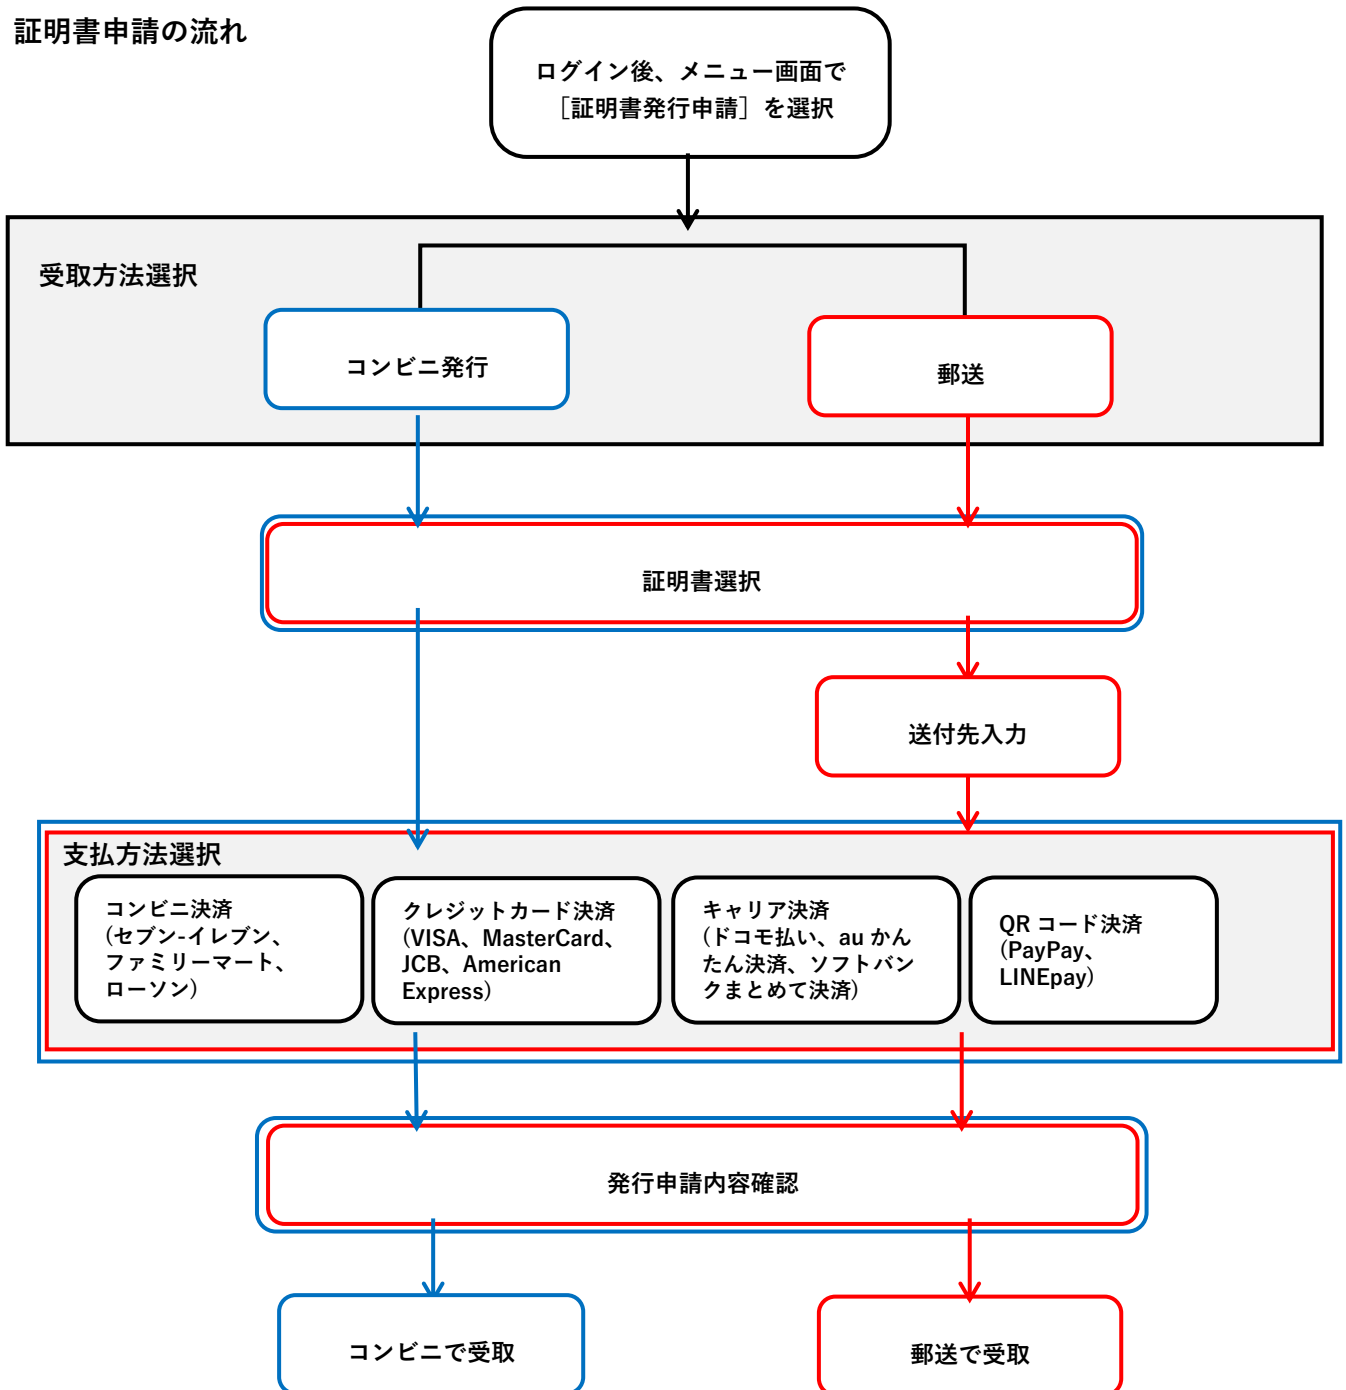 証明書申請の流れ
ログイン後、メニュー画面で
［証明書発行申請］を選択
受取方法選択
コンビニ発行
郵送
証明書選択
送付先入力
支払方法選択
コンビニ決済
(セブン-イレブン、
ファミリーマート、
ローソン)
クレジットカード決済
(VISA、MasterCard、
JCB、American
Express)
キャリア決済
(ドコモ払い、au かん
たん決済、ソフトバン
クまとめて決済)
QR コード決済
(PayPay、
LINEpay)
発行申請内容確認
コンビニで受取
郵送で受取